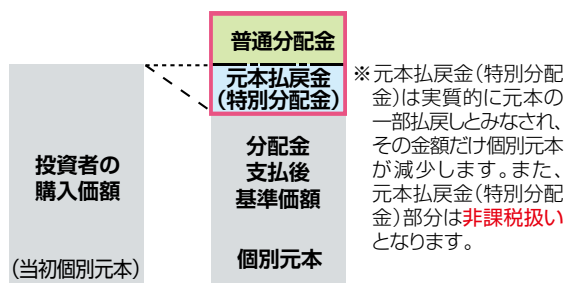 普通分配金
元本払戻金
(特別分配金)
投資者の
購入価額
(当初個別元本)
分配金
支払後
基準価額
個別元本
※元本払戻金(特別分配
金)は実質的に元本の
一部払戻しとみなされ、
その金額だけ個別元本
が減少します。また、
元本払戻金(特別分配
金)部分は非課税扱い
となります。